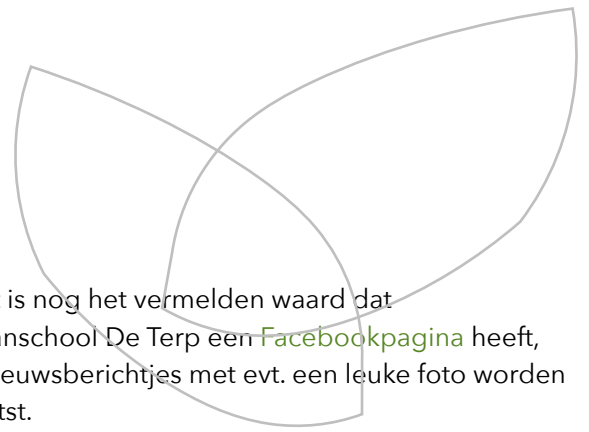 is nog het vermelden waard dat
nschool De Terp een Facebookpagina heeft,
euwsberichtjes met evt. een leuke foto worden
tst.